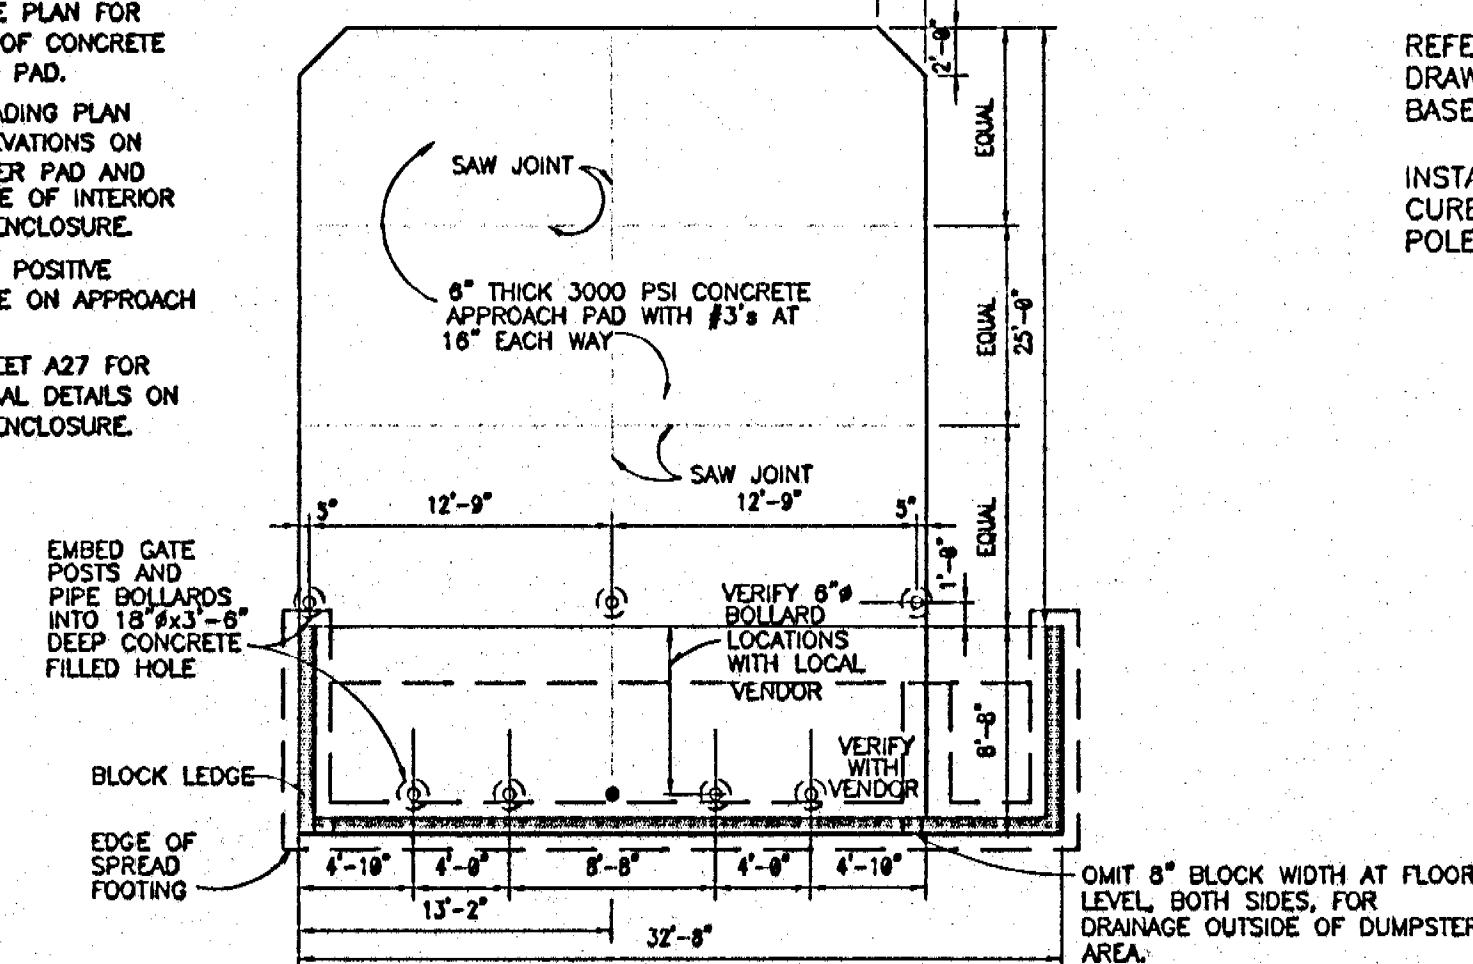 E PLAN FOR
OF CONCRETE
PAD.
ADING PLAN
EVATIONS ON
ER PAD AND
E OF INTERIOR
ENCLOSURE.
POSITIVE
E ON APPROACH
EET A27 FOR
AL DETAILS ON
ENCLOSURE.
2'-0"
REFE
DRAW
BASE
INSTA
CURE
POLE
SAW JOINT
EQUAL
6" THICK 3000 PSI CONCRETE
APPROACH PAD WITH #3's AT
16" EACH WAY
EQUAL
25'-0"
SAW JOINT
5"
12'-9"
12'-9"
5"
EQUAL
1'-0"
EMBED GATE
POSTS AND
PIPE BOLLARDS
INTO 18"øx3'-6"
DEEP CONCRETE
FILLED HOLE
VERIFY 6"ø
BOLLARD
LOCATIONS
WITH LOCAL
VENDOR
8'-8"
VERIFY
WITH
VENDOR
BLOCK LEDGE
EDGE OF
SPREAD
FOOTING
4'-10"
4'-0"
8'-8"
4'-0"
4'-10"
13'-2"
32'-8"
OMIT 8" BLOCK WIDTH AT FLOOR
LEVEL, BOTH SIDES, FOR
DRAINAGE OUTSIDE OF DUMPSTER
AREA.